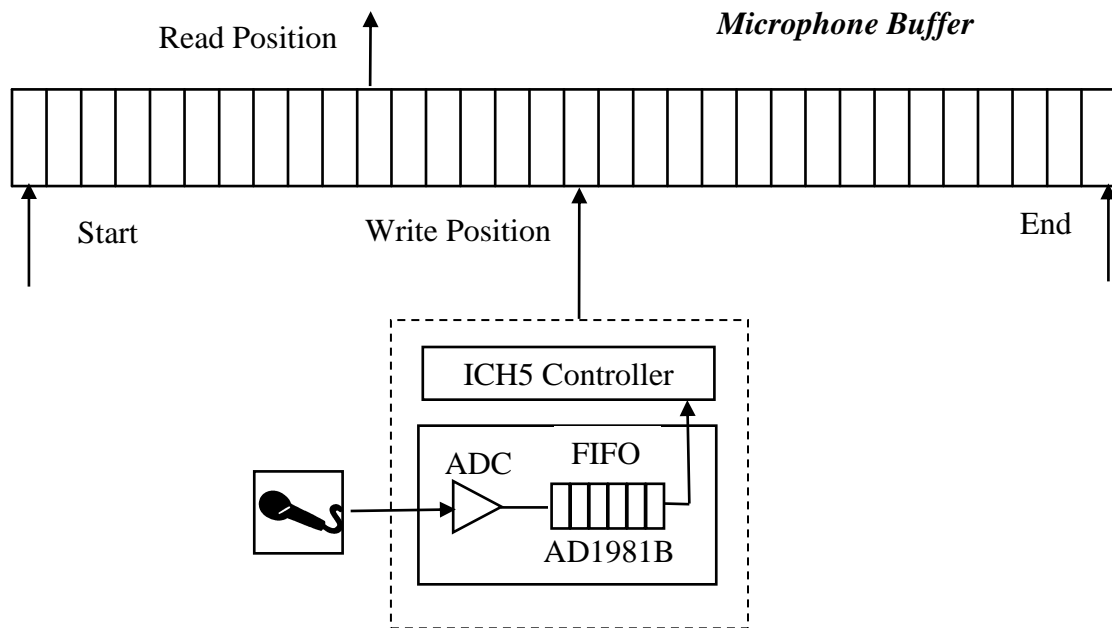 Microphone Buffer
Read Position
Start
Write Position
End
ICH5 Controller
ADC
FIFO
AD1981B